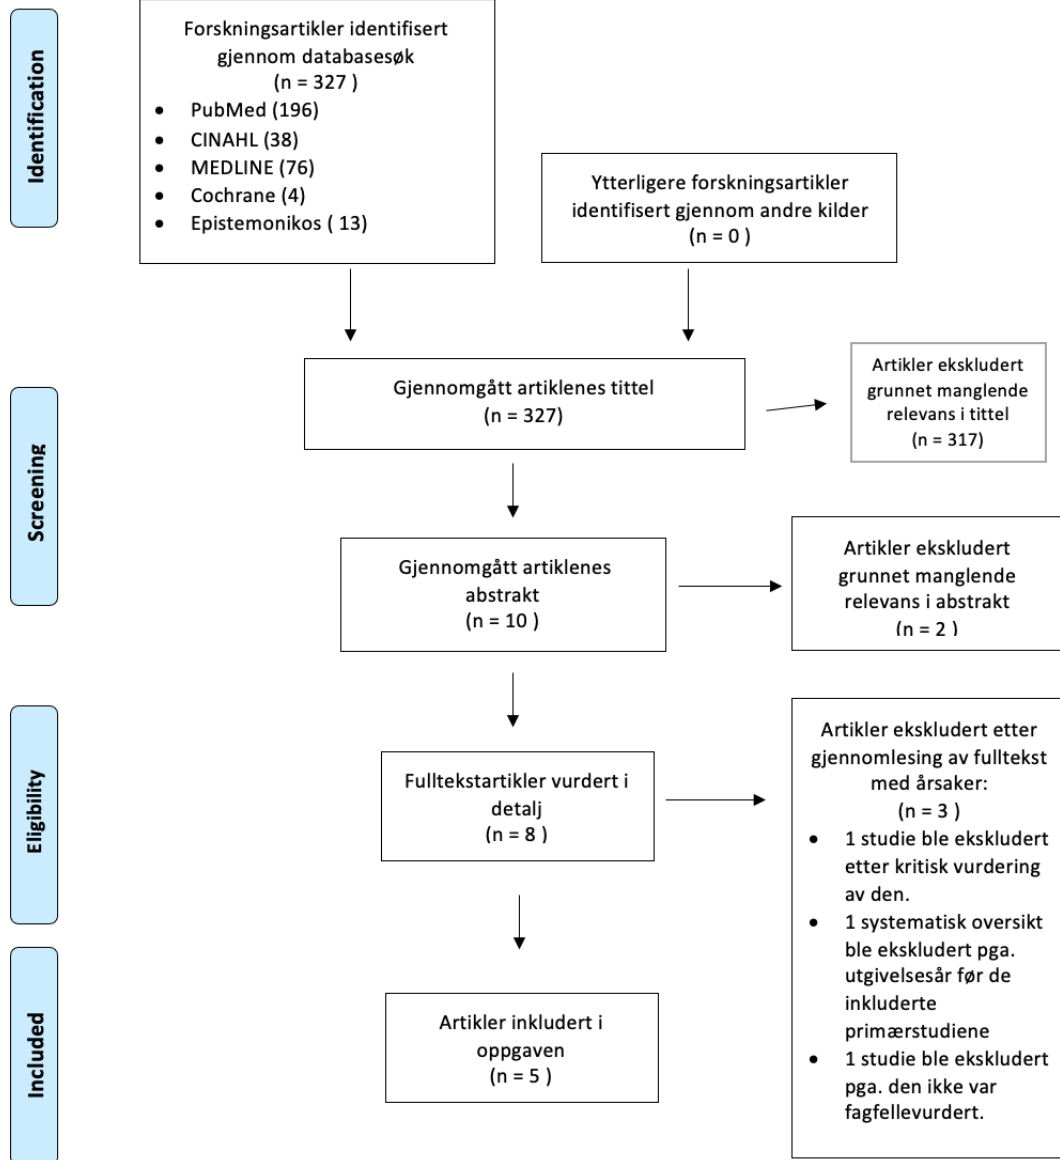 Identification
Forskningsartikler identifisert
gjennom databasesøk
(n = 327 )
• PubMed (196)
• CINAHL (38)
• MEDLINE (76)
• Cochrane (4)
• Epistemonikos ( 13)
Ytterligere forskningsartikler
identifisert gjennom andre kilder
(n = 0 )
Screening
Gjennomgått artiklenes tittel
(n = 327)
Artikler ekskludert
grunnet manglende
relevans i tittel
(n = 317)
Gjennomgått artiklenes
abstrakt
(n = 10 )
Artikler ekskludert
grunnet manglende
relevans i abstrakt
(n = 2 )
Eligibility
Fulltekstartikler vurdert i
detalj
(n = 8 )
Artikler ekskludert etter
gjennomlesing av fulltekst
med årsaker:
(n = 3 )
• 1 studie ble ekskludert
etter kritisk vurdering
av den.
• 1 systematisk oversikt
ble ekskludert pga.
utgivelsesår før de
inkluderte
primærstudiene
• 1 studie ble ekskludert
pga. den ikke var
fagfellevurdert.
Included
Artikler inkludert i
oppgaven
(n = 5 )